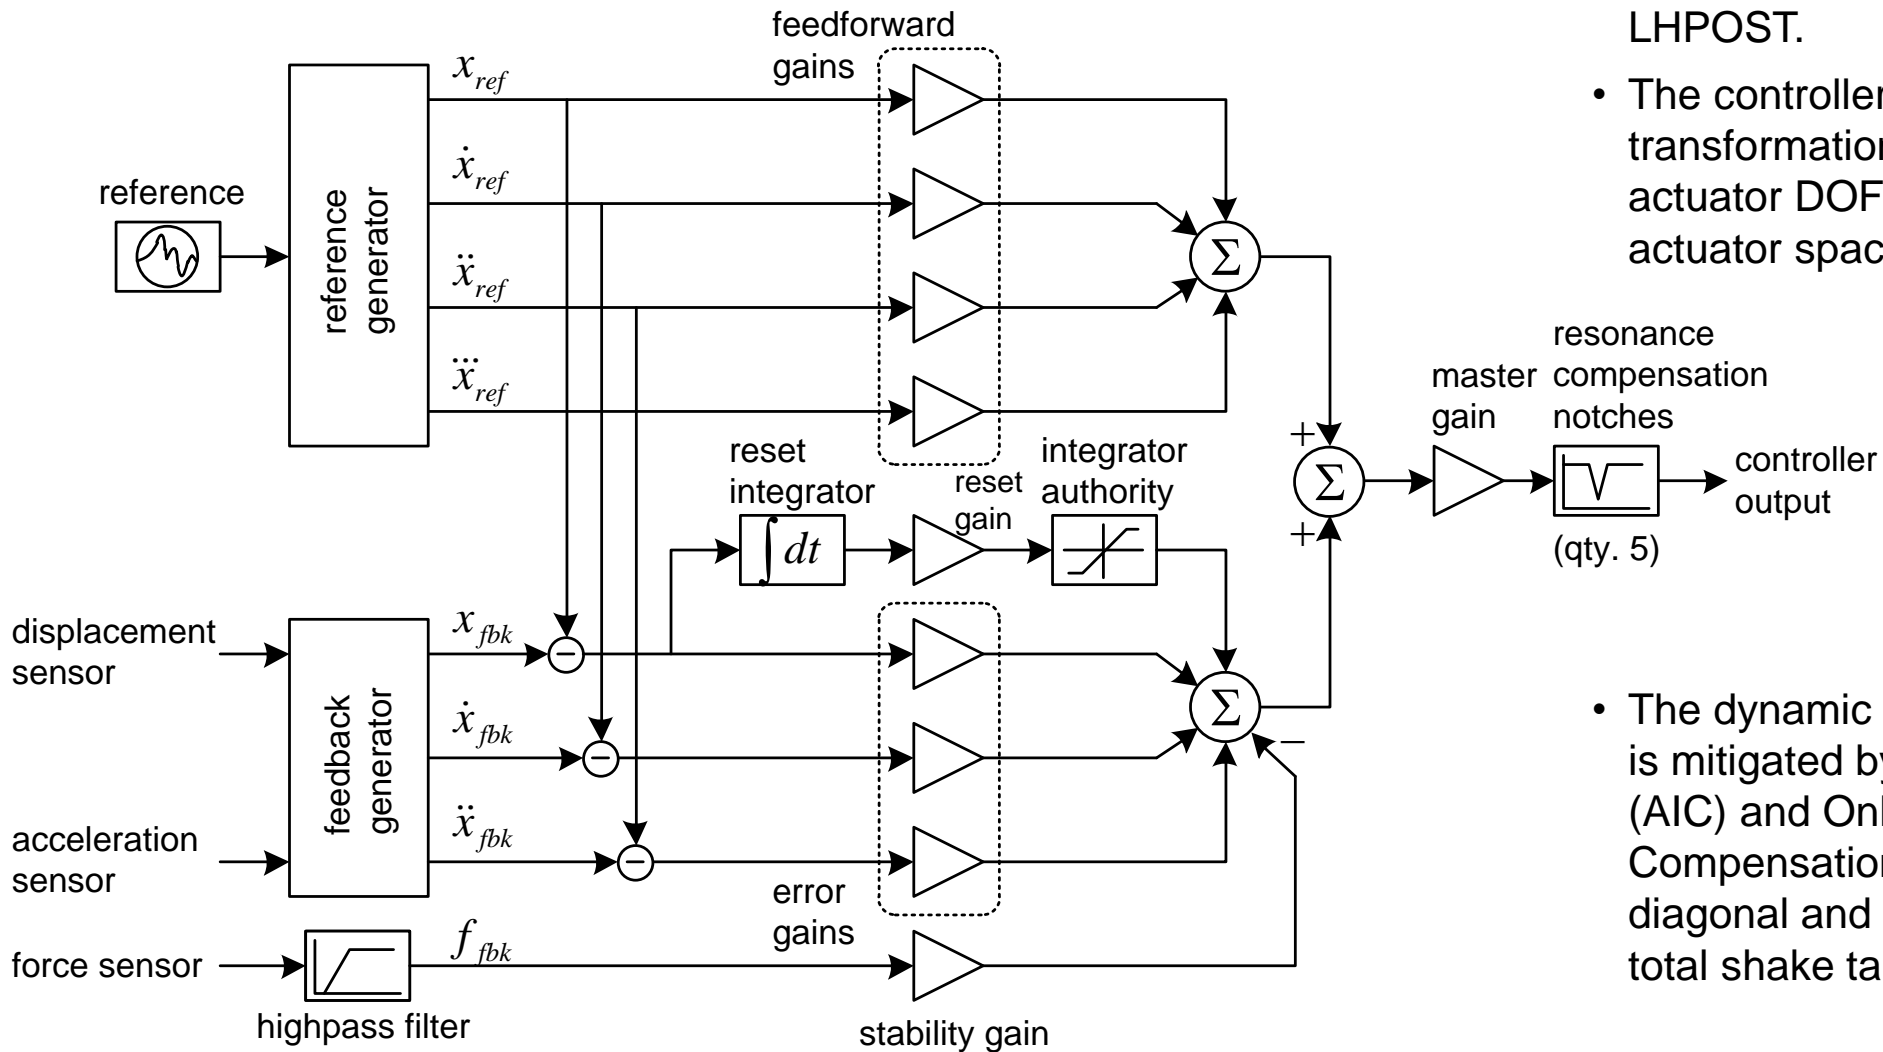 feedforward
gains
x_ref
ẋ_ref
ẍ_ref
x⃛_ref
reference
reference
generator
Σ
reset
integrator
∫ dt
reset
gain
integrator
authority
+
+
Σ
master
gain
resonance
compensation
notches
(qty. 5)
controller
output
displacement
sensor
acceleration
sensor
force sensor
feedback
generator
x_fbk
ẋ_fbk
ẍ_fbk
f_fbk
−
−
−
Σ
−
error
gains
highpass filter
stability gain
LHPOST.
• The controller
transformation
actuator DOF
actuator spac
• The dynamic
is mitigated by
(AIC) and Onl
Compensation
diagonal and
total shake ta